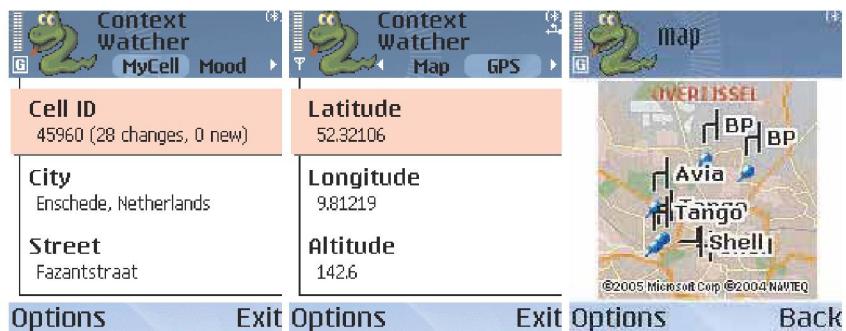 Context
Watcher
MyCell Mood
Cell ID
45960 (28 changes, 0 new)
City
Enschede, Netherlands
Street
Fazantstraat
Options Exit
Context
Watcher
Map GPS
Latitude
52.32106
Longitude
9.81219
Altitude
142.6
Options Exit
map
OVERIJSSEL
BP
BP
Avia
Tango
Shell
©2005 Microsoft Corp ©2004 NAVTEQ
Options Back